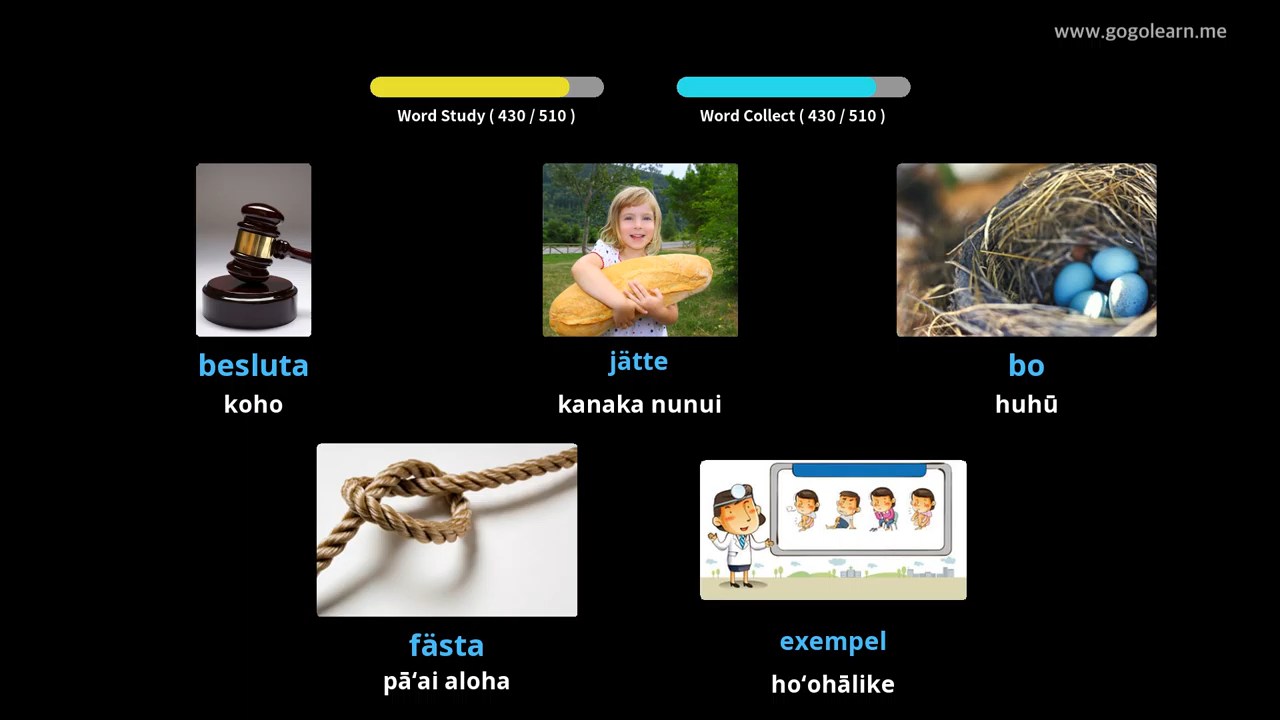 www.gogolearn.me
Word Study ( 430 / 510 )
Word Collect ( 430 / 510 )
besluta
koho
jätte
kanaka nunui
bo
huhū
fästa
pāʻai aloha
exempel
hoʻohālike